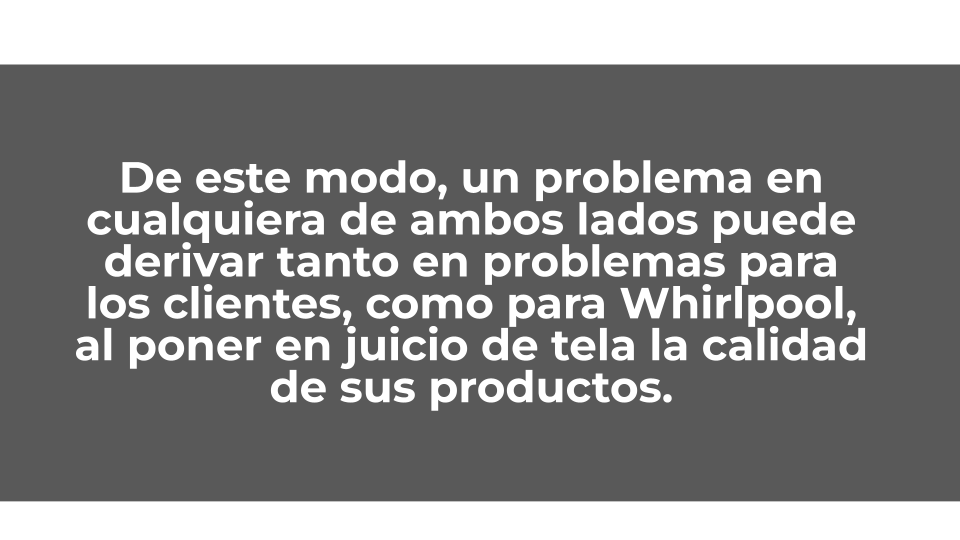 De este modo, un problema en
cualquiera de ambos lados puede
derivar tanto en problemas para
los clientes, como para Whirlpool,
al poner en juicio de tela la calidad
de sus productos.